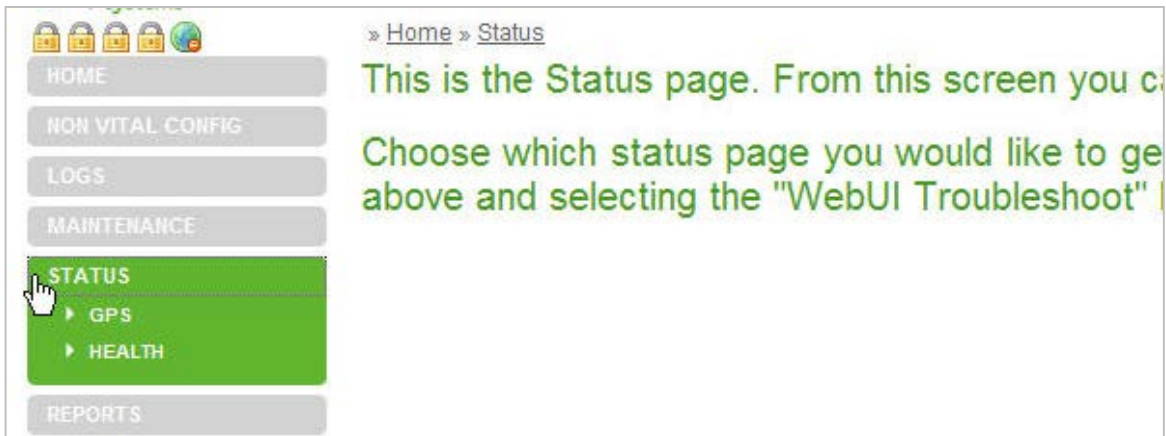 » Home » Status
HOME
NON VITAL CONFIG
LOGS
MAINTENANCE
STATUS
GPS
HEALTH
REPORTS
This is the Status page. From this screen you
Choose which status page you would like to
above and selecting the "WebUI Troubleshoot"